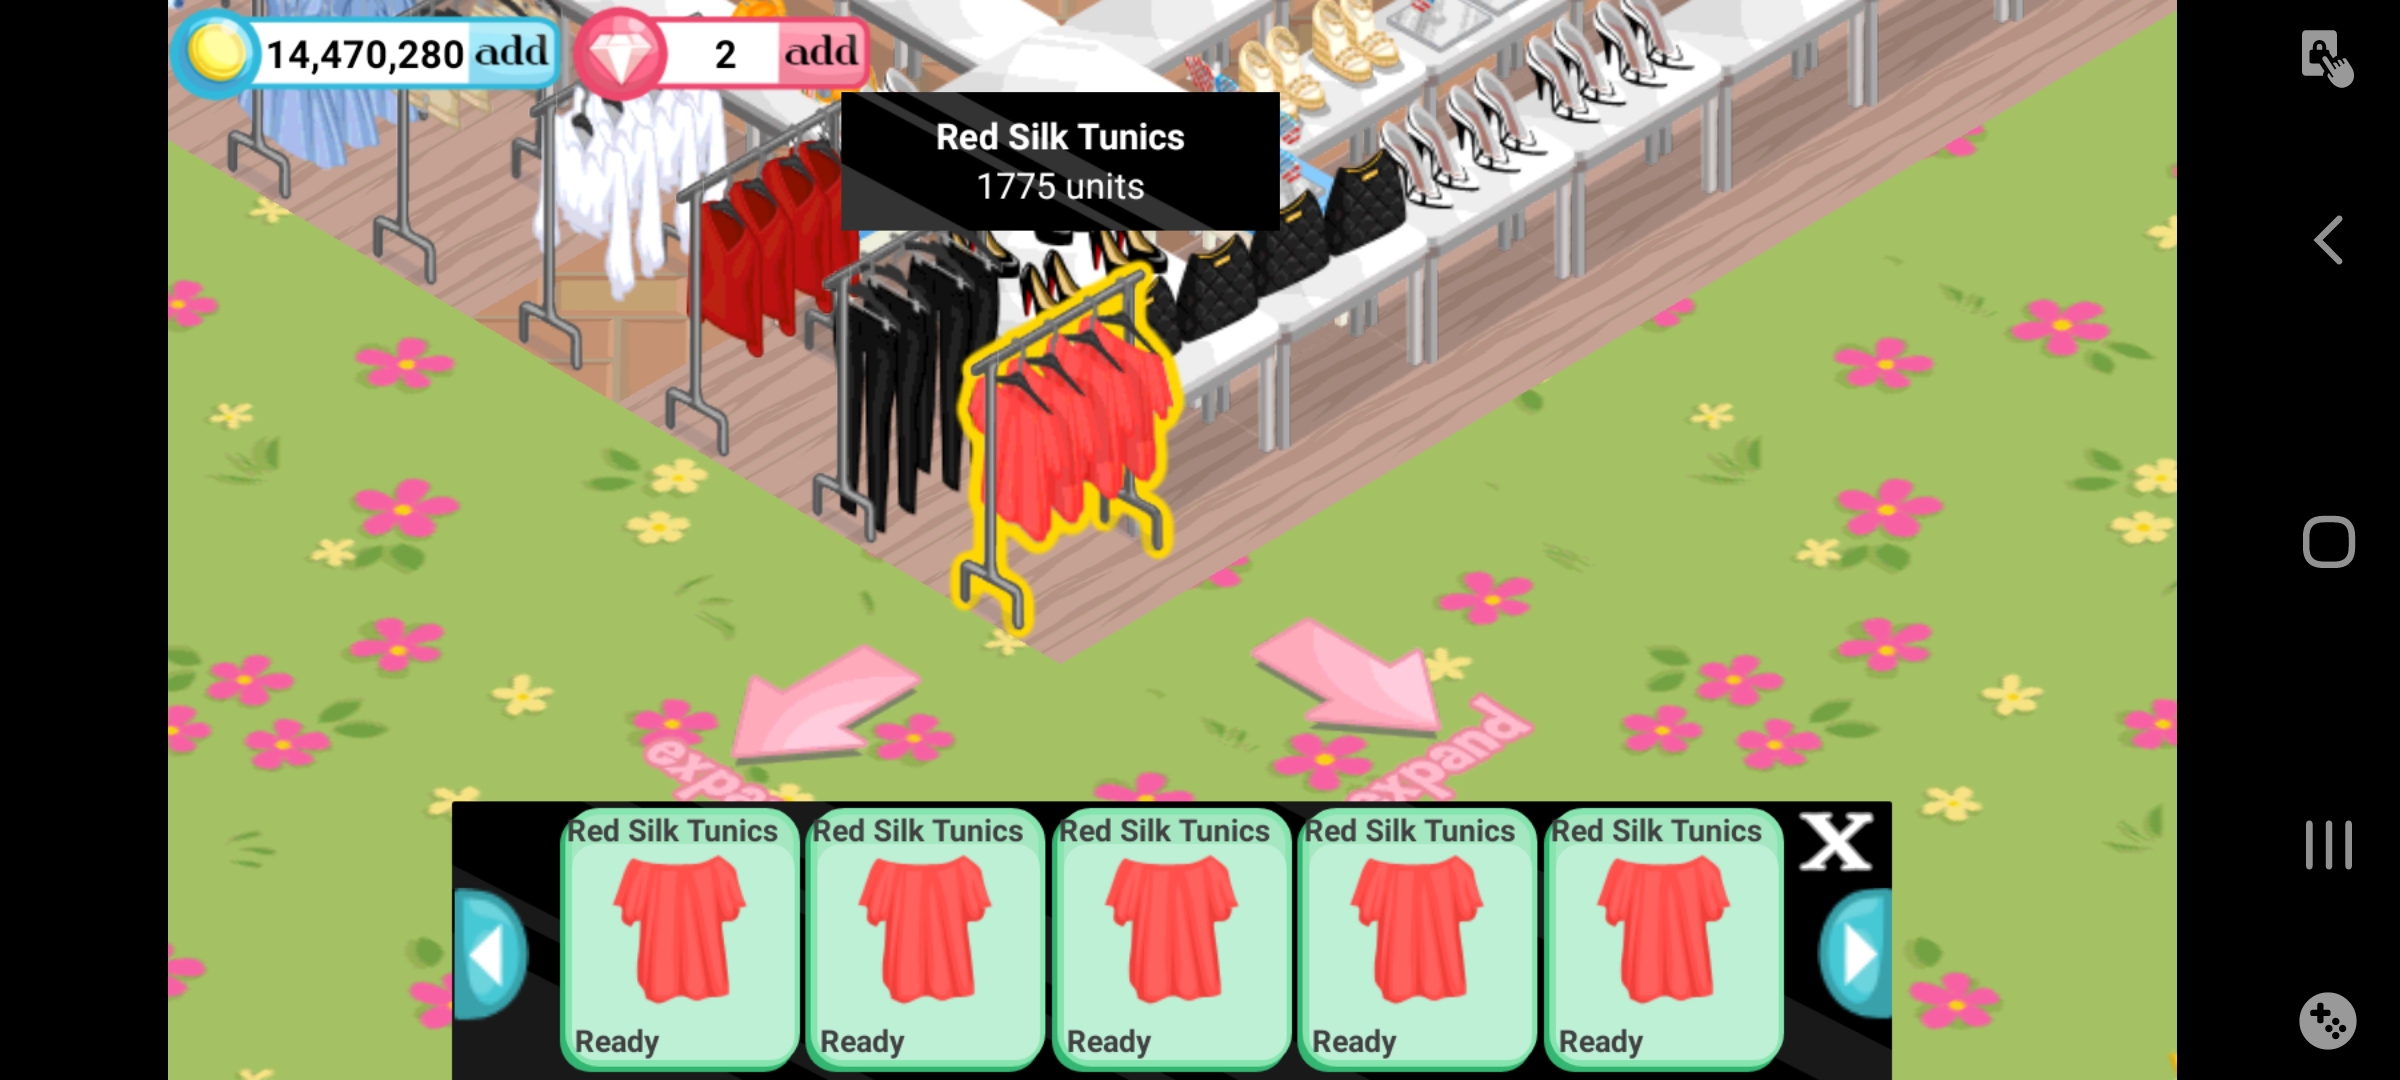 14,470,280 add
2 add
Red Silk Tunics
1775 units
expand
Red Silk Tunics
Ready
Red Silk Tunics
Ready
Red Silk Tunics
Ready
Red Silk Tunics
Ready
Red Silk Tunics
Ready
X